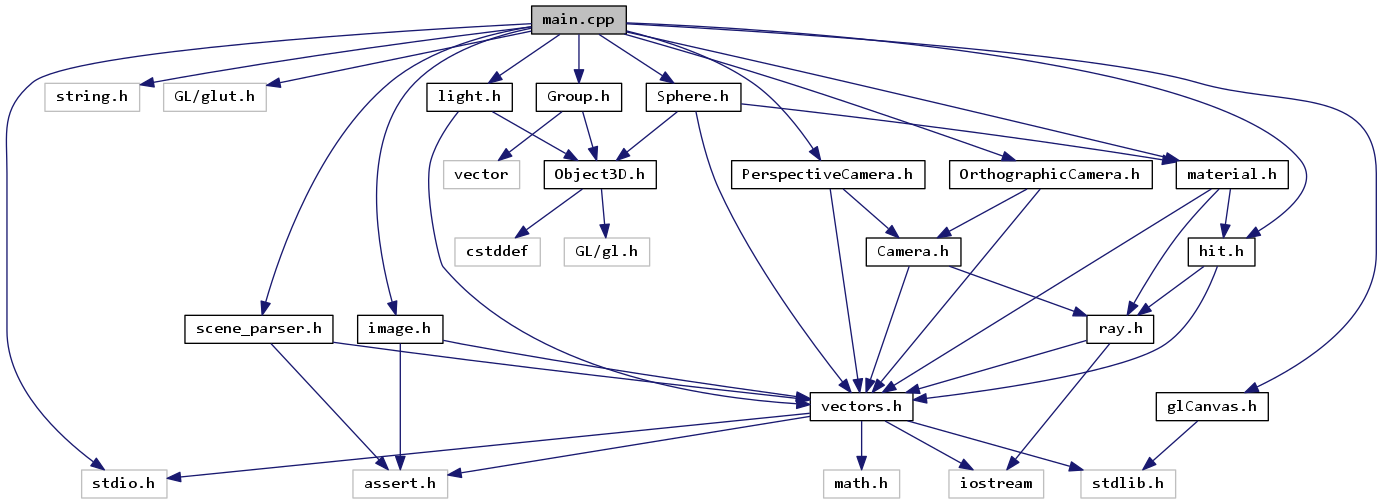 main.cpp
string.h
GL/glut.h
light.h
Group.h
Sphere.h
vector
Object3D.h
PerspectiveCamera.h
OrthographicCamera.h
material.h
cstddef
GL/gl.h
Camera.h
hit.h
scene_parser.h
image.h
ray.h
vectors.h
glCanvas.h
stdio.h
assert.h
math.h
iostream
stdlib.h